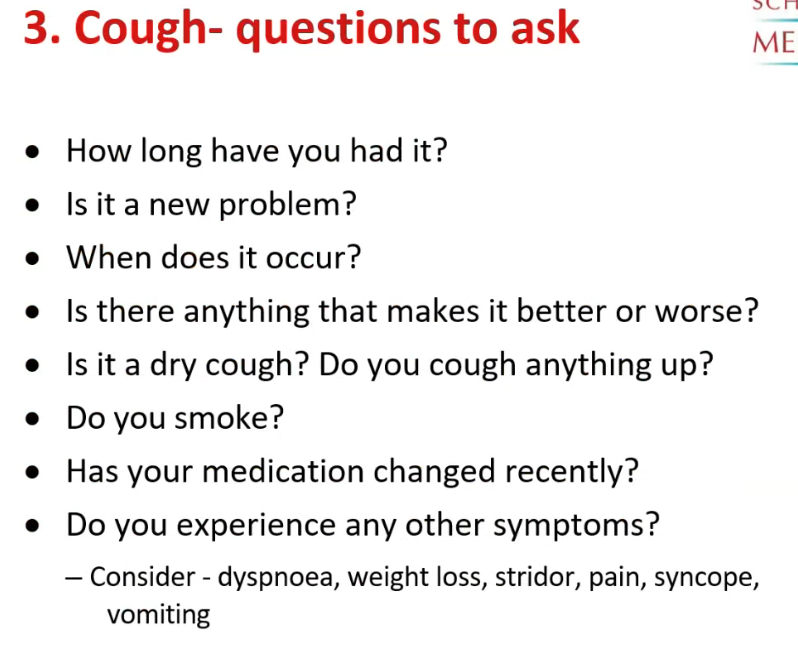 3. Cough- questions to ask
ME
• How long have you had it?
• Is it a new problem?
• When does it occur?
• Is there anything that makes it better or worse?
• Is it a dry cough? Do you cough anything up?
• Do you smoke?
• Has your medication changed recently?
• Do you experience any other symptoms?
– Consider - dyspnoea, weight loss, stridor, pain, syncope,
vomiting